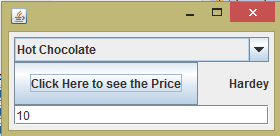 Hot Chocolate
Click Here to see the Price Hardey
10